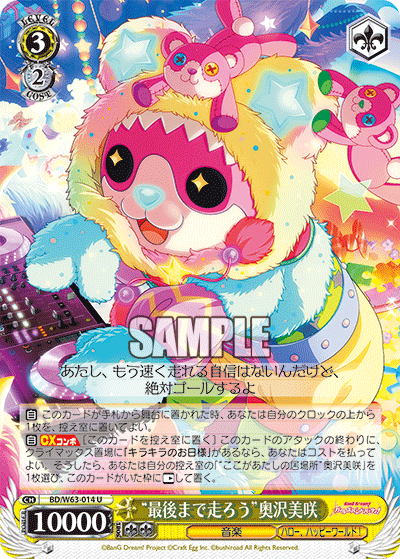 LEVEL
3
2
COST
SAMPLE
あたし、もう速く走れる自信はないんだけど、
絶対ゴールするよ
自 このカードが手札から舞台に置かれた時、あなたは自分のクロックの上から
1枚を、控え室に置いてよい。
自 CXコンボ ［このカードを控え室に置く］ このカードのアタックの終わりに、
クライマックス置場に「キラキラのお日様」があるなら、あなたはコストを払ってよ
い。そうしたら、あなたは自分の控え室の“ここがあたしの居場所”奥沢美咲」を
1枚選び、このカードがいた枠に置く。
CH BD/W63-014 U
10000
“最後まで走ろう”奥沢美咲
音楽
ハロー、ハッピーワールド！
©BanG Dream! Project ©Craft Egg Inc. ©bushiroad All Rights Reserved.